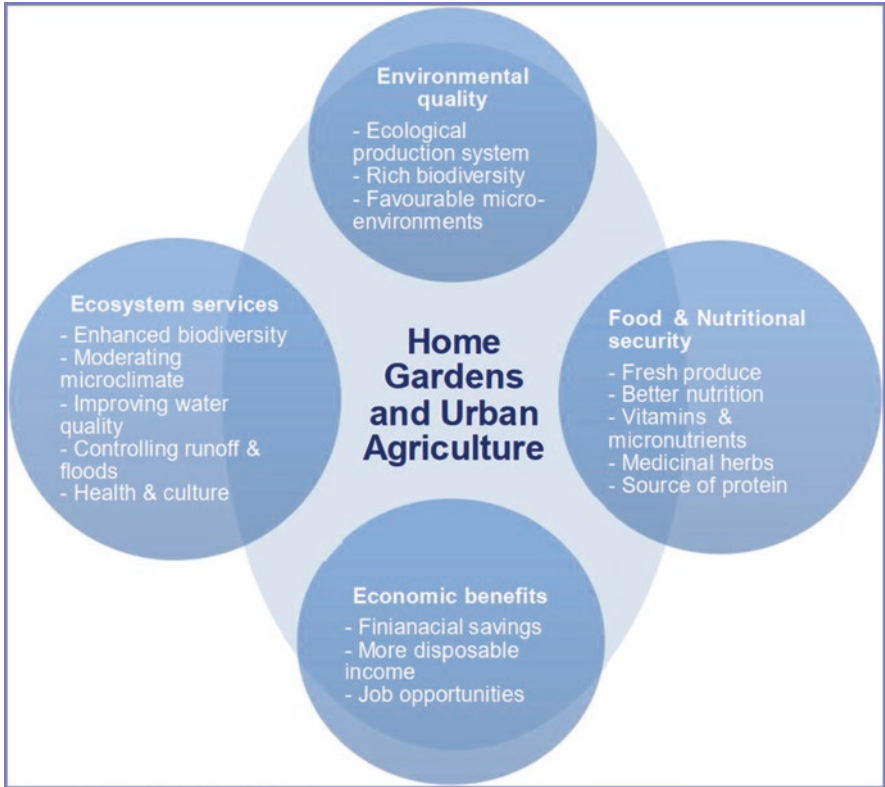 Environmental
quality
- Ecological
production system
- Rich biodiversity
- Favourable micro-
environments
Ecosystem services
- Enhanced biodiversity
- Moderating
microclimate
- Improving water
quality
- Controlling runoff &
floods
- Health & culture
Home
Gardens
and Urban
Agriculture
Food & Nutritional
security
- Fresh produce
- Better nutrition
- Vitamins &
micronutrients
- Medicinal herbs
- Source of protein
Economic benefits
- Finianacial savings
- More disposable
income
- Job opportunities